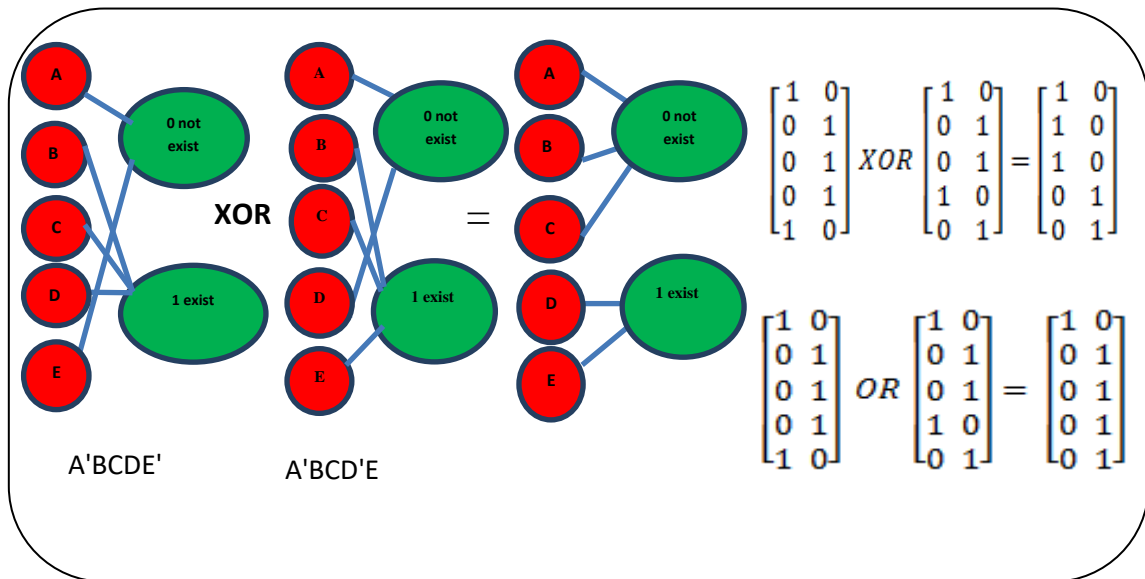 A
B
C
D
E
0 not
exist
1 exist
A'BCDE'
XOR
A
B
C
D
E
0 not
exist
1 exist
A'BCD'E
=
A
B
C
D
E
0 not
exist
1 exist
[1 0
0 1
0 1
0 1
1 0] XOR [1 0
0 1
0 1
1 0
0 1] = [1 0
1 0
1 0
0 1
0 1]
[1 0
0 1
0 1
0 1
1 0] OR [1 0
0 1
0 1
1 0
0 1] = [1 0
0 1
0 1
0 1
0 1]